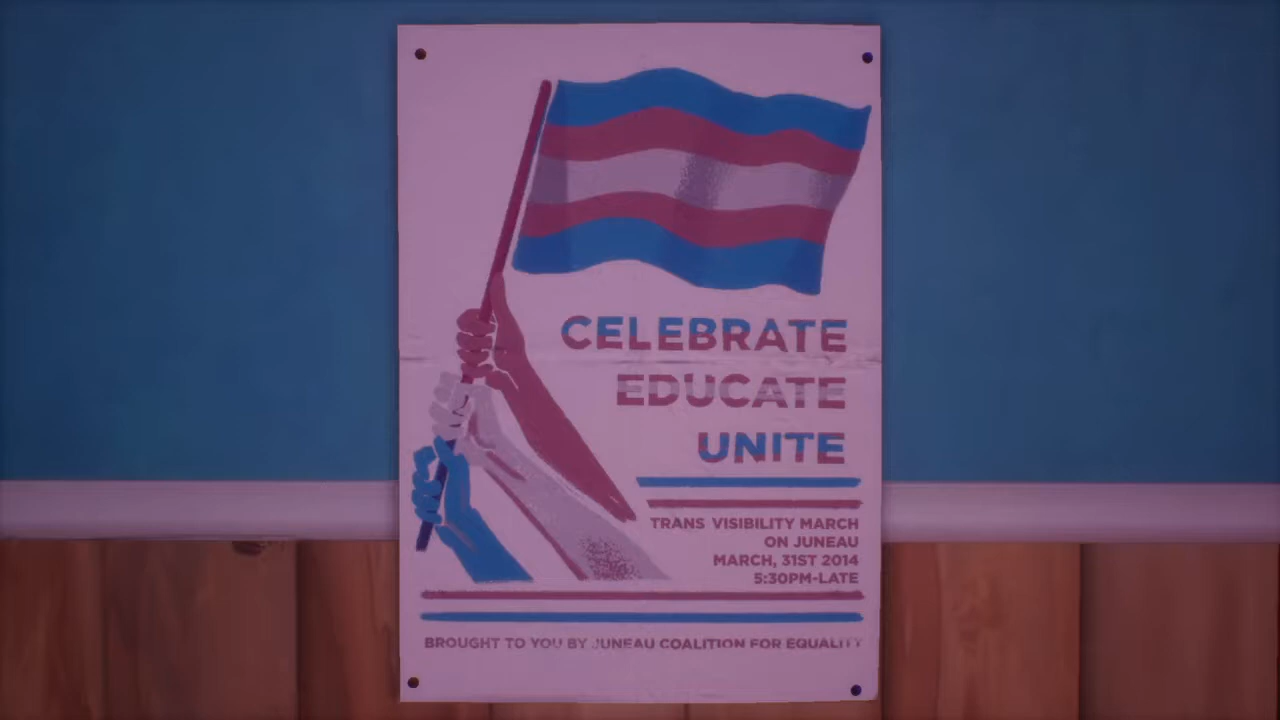 CELEBRATE
EDUCATE
UNITE
TRANS VISIBILITY MARCH
ON JUNEAU
MARCH, 31ST 2014
5:30PM-LATE
BROUGHT TO YOU BY JUNEAU COALITION FOR EQUALITY